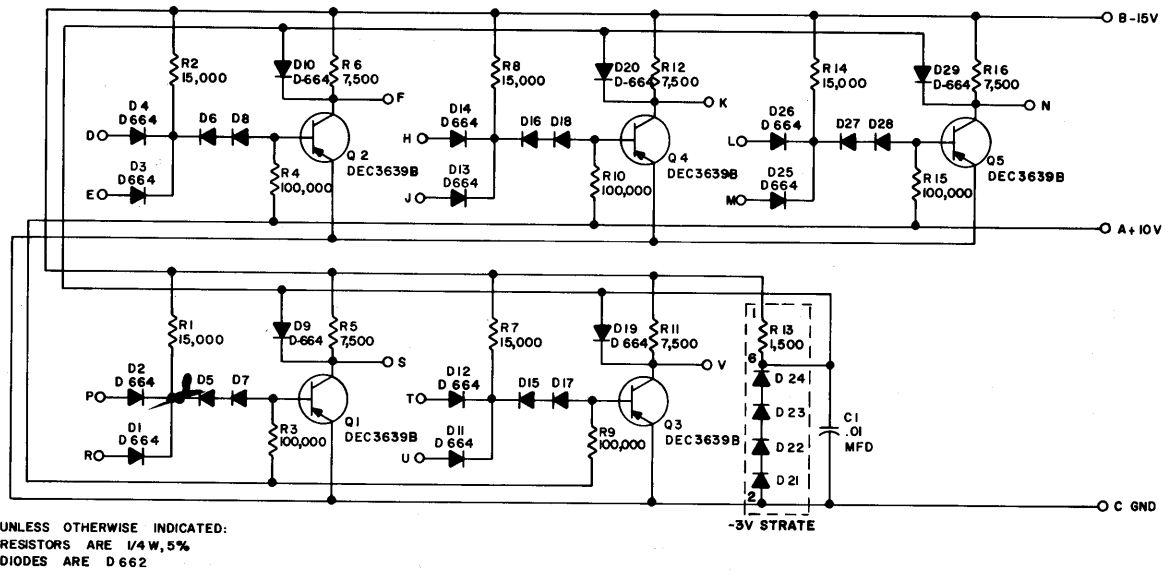 B-15V
R2
15,000
D10
D-664
R6
7,500
F
D4
D 664
D
D6 D8
Q2
DEC3639B
D3
D664
E
R4
100,000
R8
15,000
D20
D-664
R12
7,500
K
D14
D664
H
D16 D18
Q4
DEC3639B
D13
D664
J
R10
100,000
R14
15,000
D29
D-664
R16
7,500
N
D26
D 664
L
D27 D28
Q5
DEC3639B
D25
D664
M
R15
100,000
A+10V
R1
15,000
D9
D-664
R5
7,500
S
D2
D 664
P
D5 D7
Q1
DEC3639B
D1
D664
R
R3
100,000
R7
15,000
D19
D-664
R11
7,500
V
D12
D 664
T
D15 D17
Q3
DEC3639B
D11
D664
U
R9
100,000
1
R13
1,500
6
D 24
D 23
D 22
D 21
2
C1
.01
MFD
-3V STRATE
C GND
UNLESS OTHERWISE INDICATED:
RESISTORS ARE 1/4 W, 5%
DIODES ARE D 662